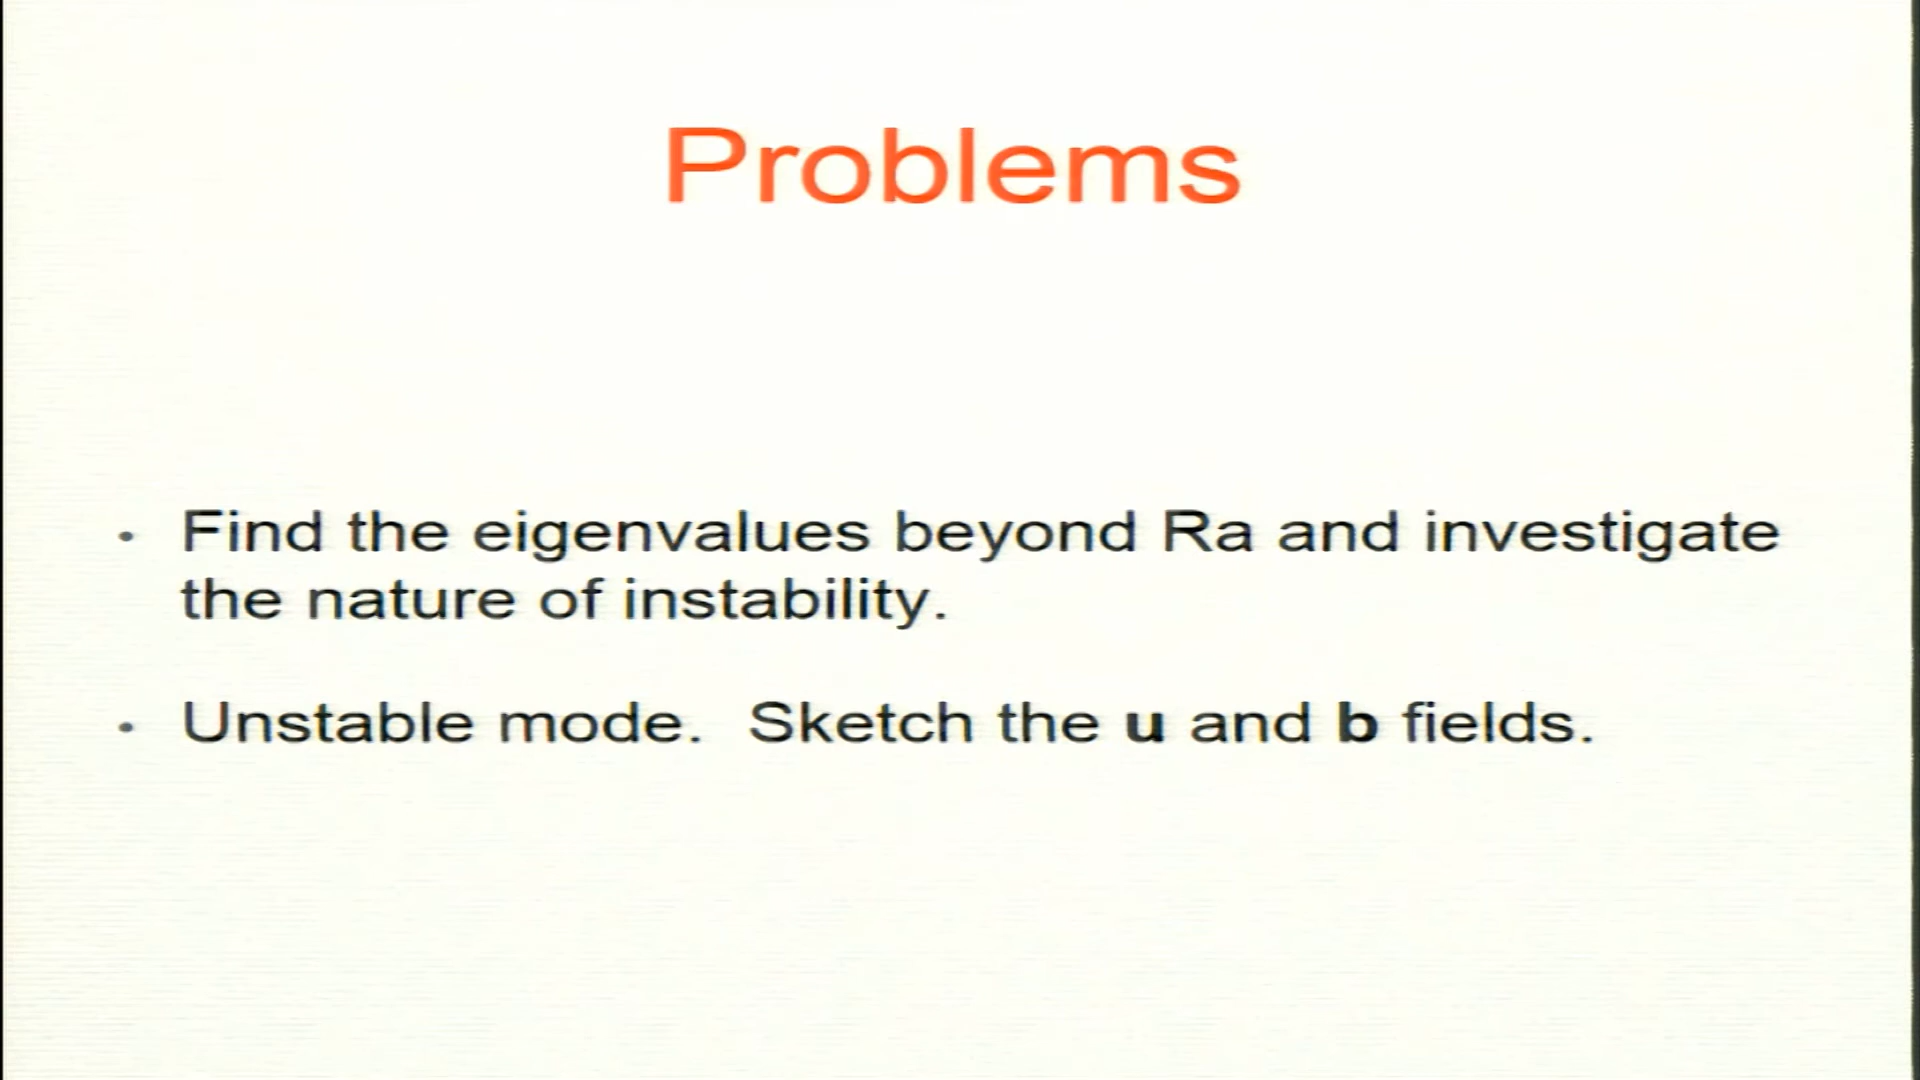 Problems
• Find the eigenvalues beyond Ra and investigate
the nature of instability.
• Unstable mode. Sketch the u and b fields.